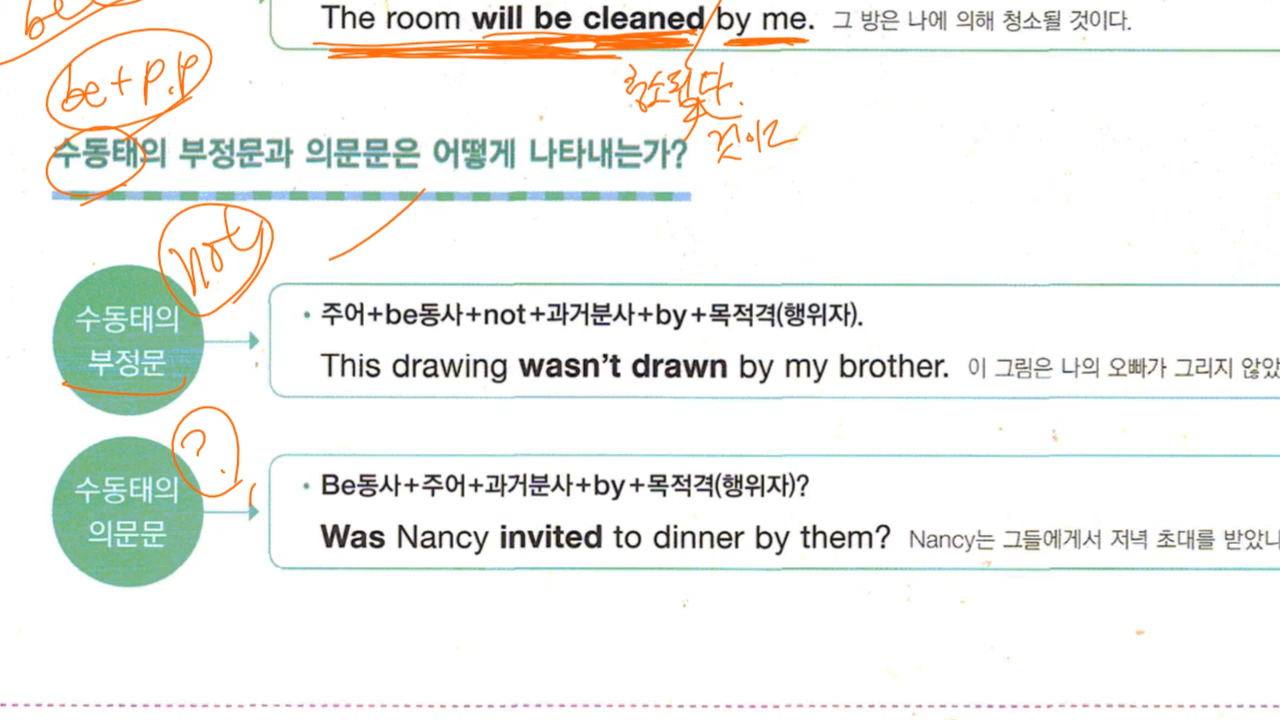 The room will be cleaned by me. 그 방은 나에 의해 청소될 것이다.
be+p.p
청소된다.
것이
수동태의 부정문과 의문문은 어떻게 나타내는가?
not
수동태의
부정문
• 주어+be동사+not+과거분사+by+목적격(행위자).
This drawing wasn't drawn by my brother. 이 그림은 나의 오빠가 그리지 않았
?
수동태의
의문문
• Be동사+주어+과거분사+by+목적격(행위자)?
Was Nancy invited to dinner by them? Nancy는 그들에게서 저녁 초대를 받았니